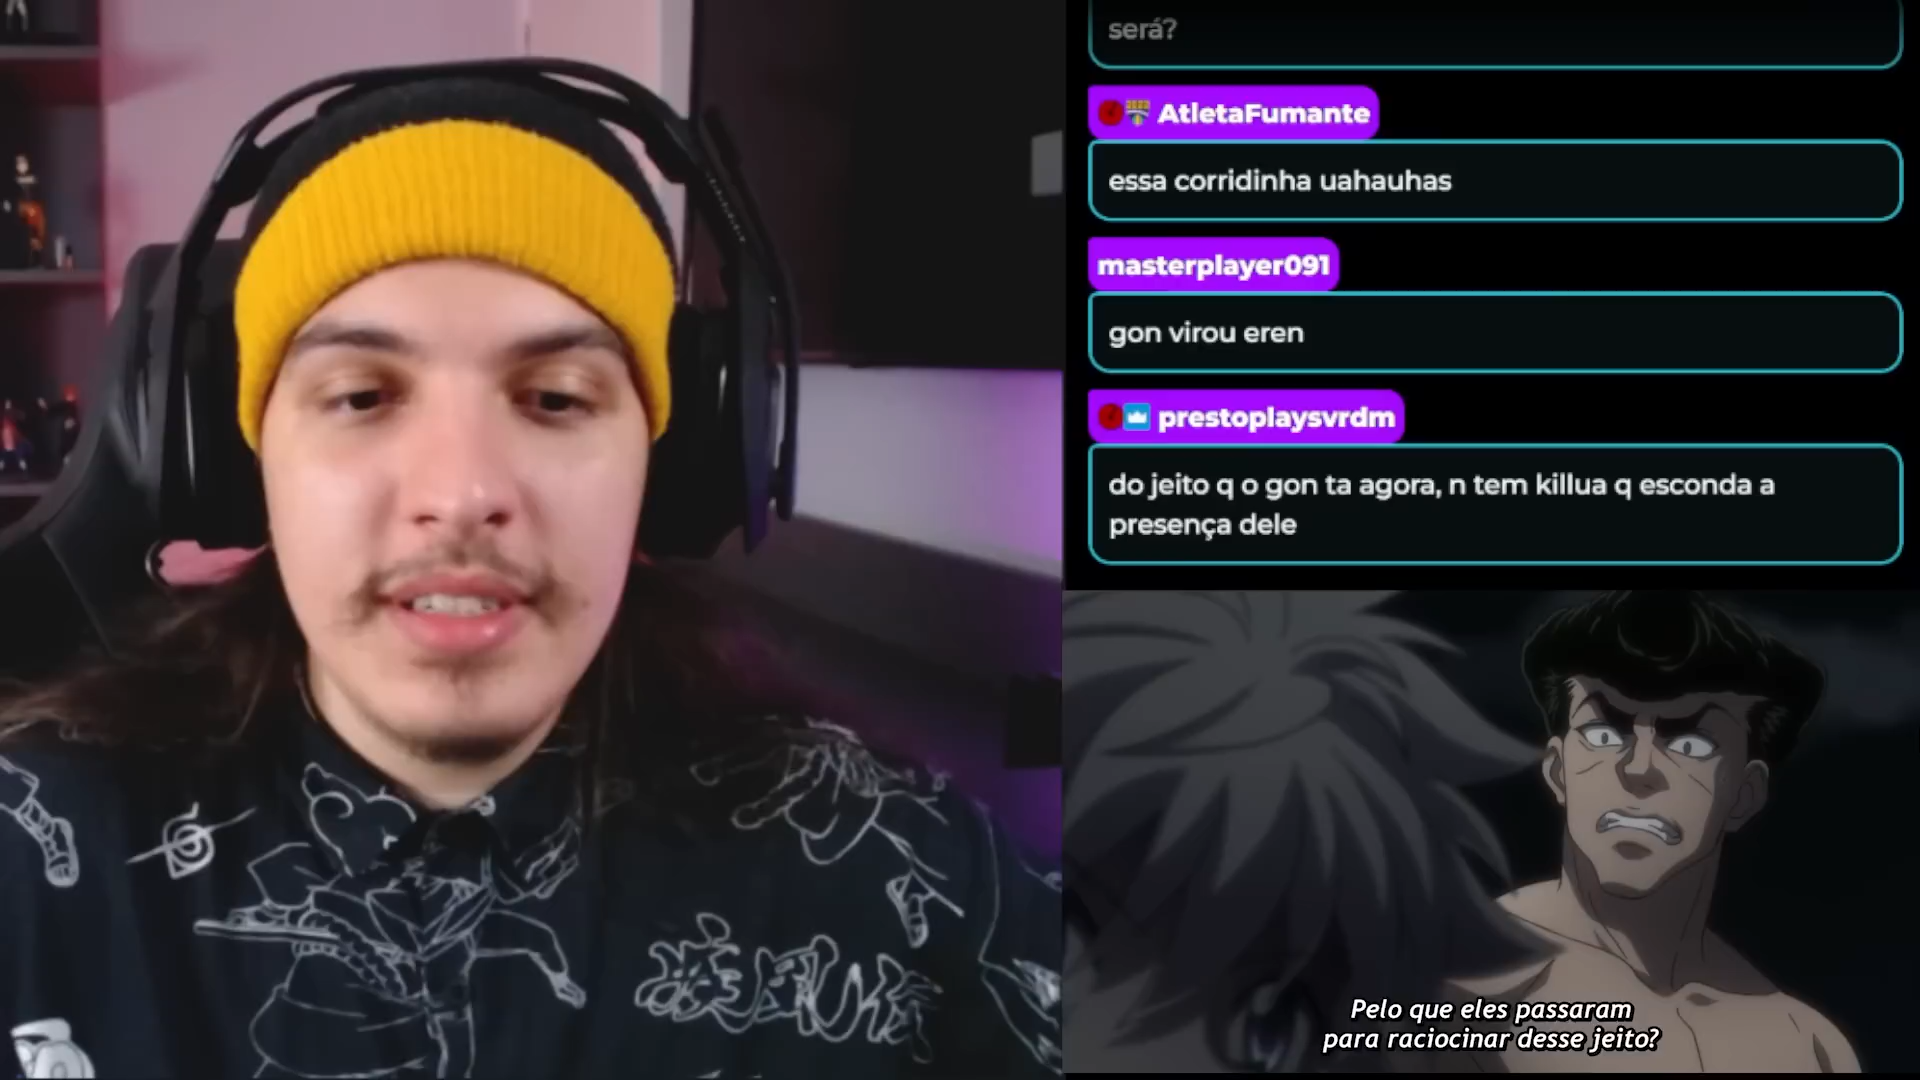 será?
AtletaFumante
essa corridinha uahauhas
masterplayer091
gon virou eren
prestoplaysvrdm
do jeito q o gon ta agora, n tem killua q esconda a
presença dele
Pelo que eles passaram
para raciocinar desse jeito?